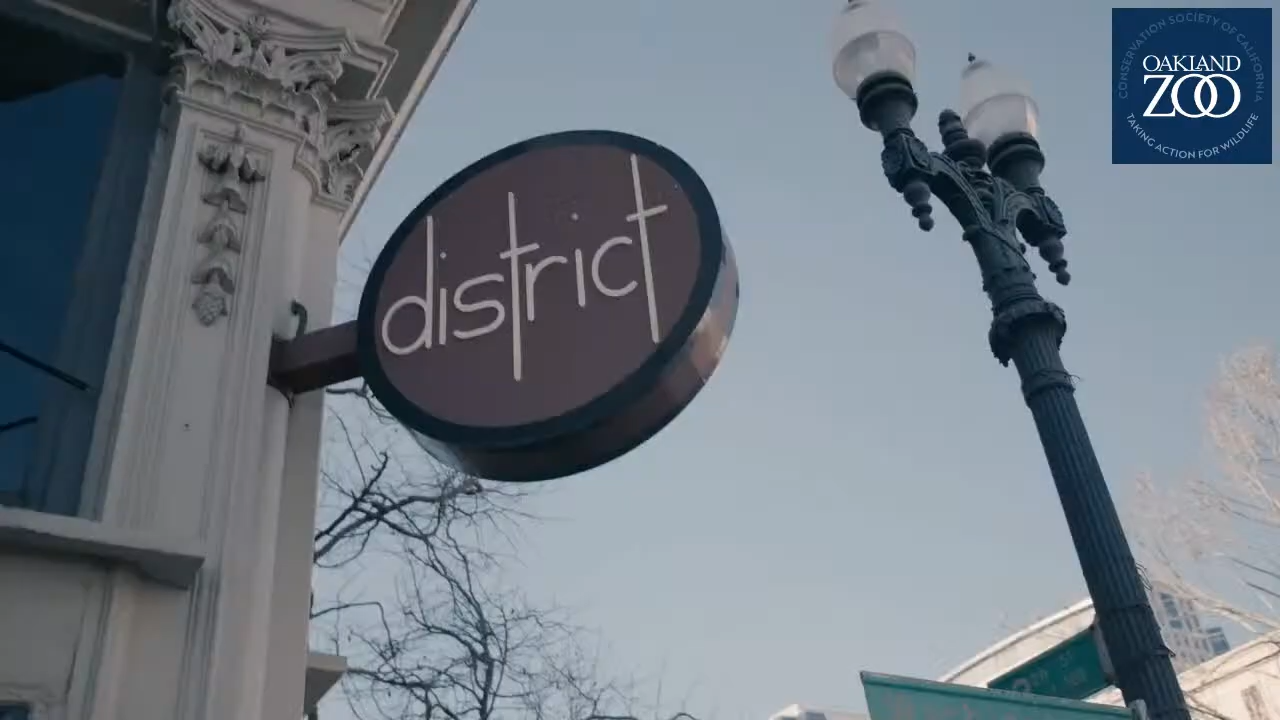 district
CONSERVATION SOCIETY OF CALIFORNIA
OAKLAND
ZOO
TAKING ACTION FOR WILDLIFE